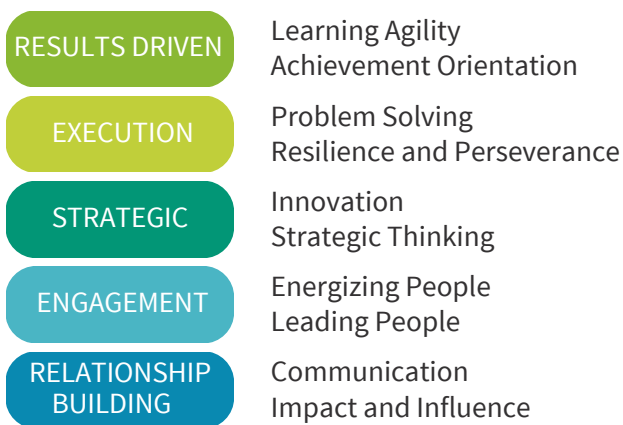 RESULTS DRIVEN
Learning Agility
Achievement Orientation
EXECUTION
Problem Solving
Resilience and Perseverance
STRATEGIC
Innovation
Strategic Thinking
ENGAGEMENT
Energizing People
Leading People
RELATIONSHIP
BUILDING
Communication
Impact and Influence